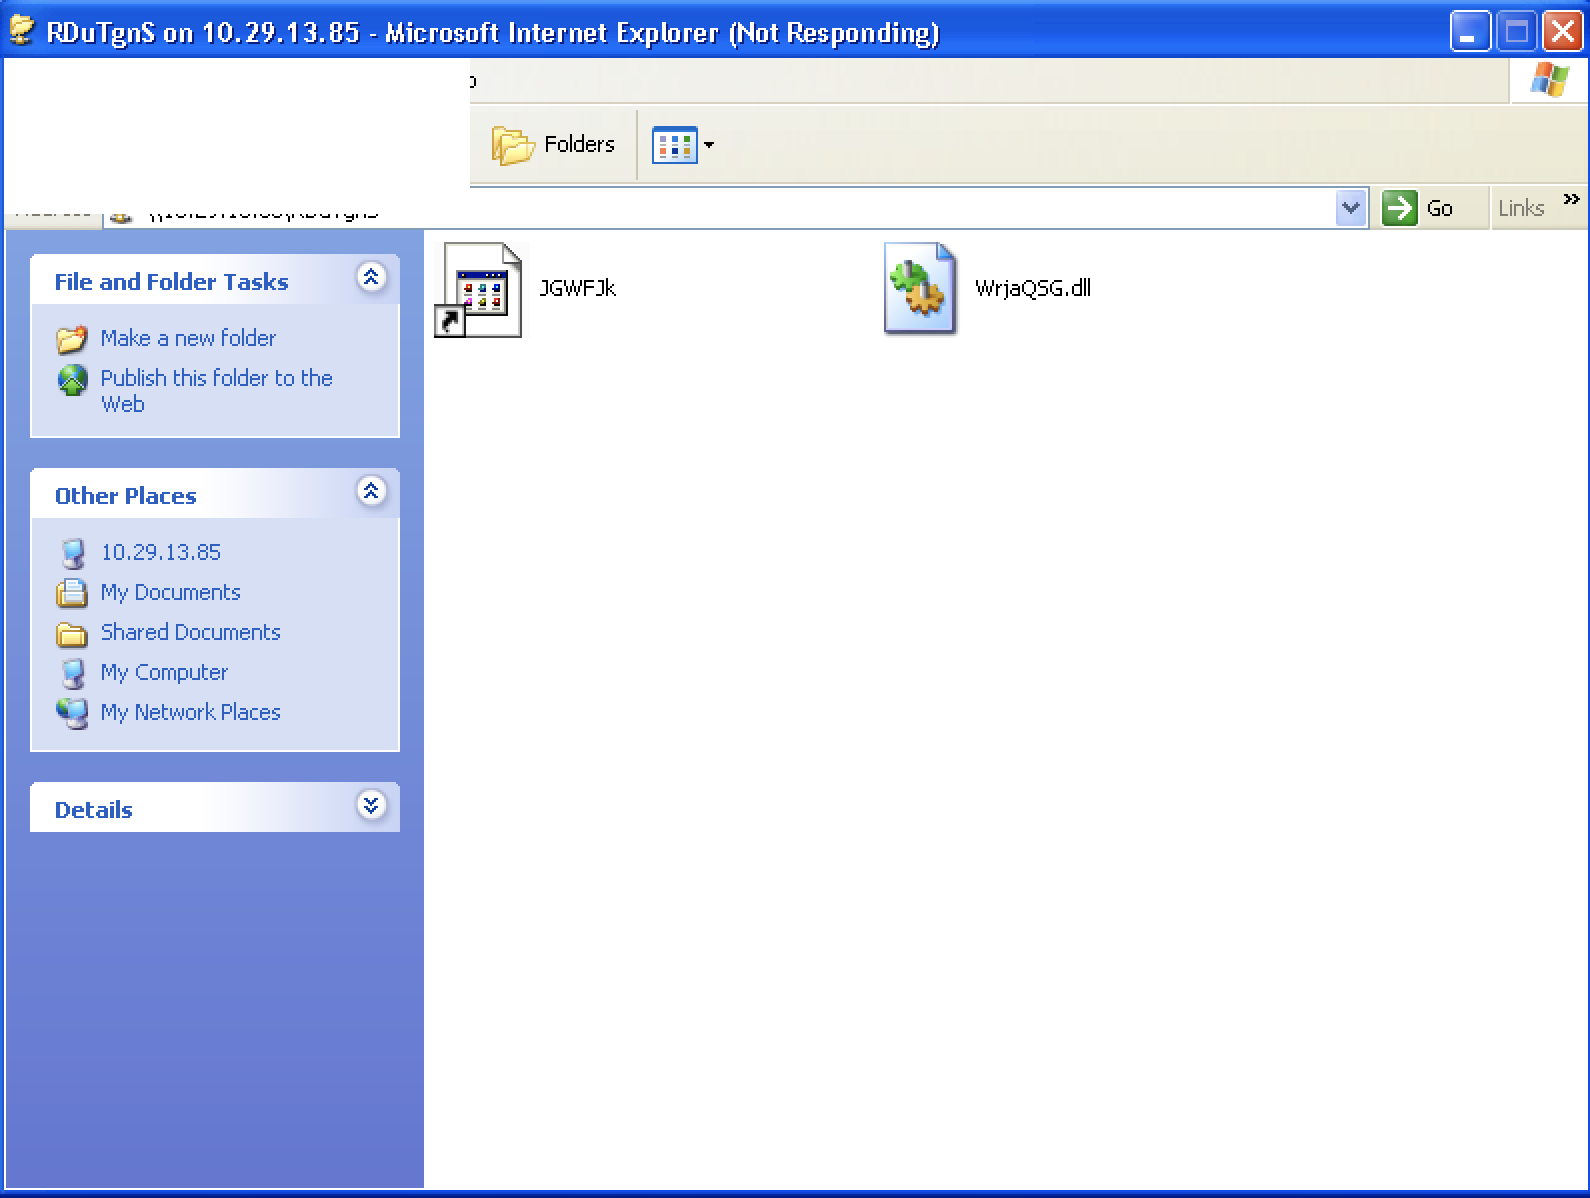 RDuTgnS on 10.29.13.85 - Microsoft Internet Explorer (Not Responding)
Folders
Go
Links
JGWFJk
WrjaQSG.dll
File and Folder Tasks
Make a new folder
Publish this folder to the
Web
Other Places
10.29.13.85
My Documents
Shared Documents
My Computer
My Network Places
Details